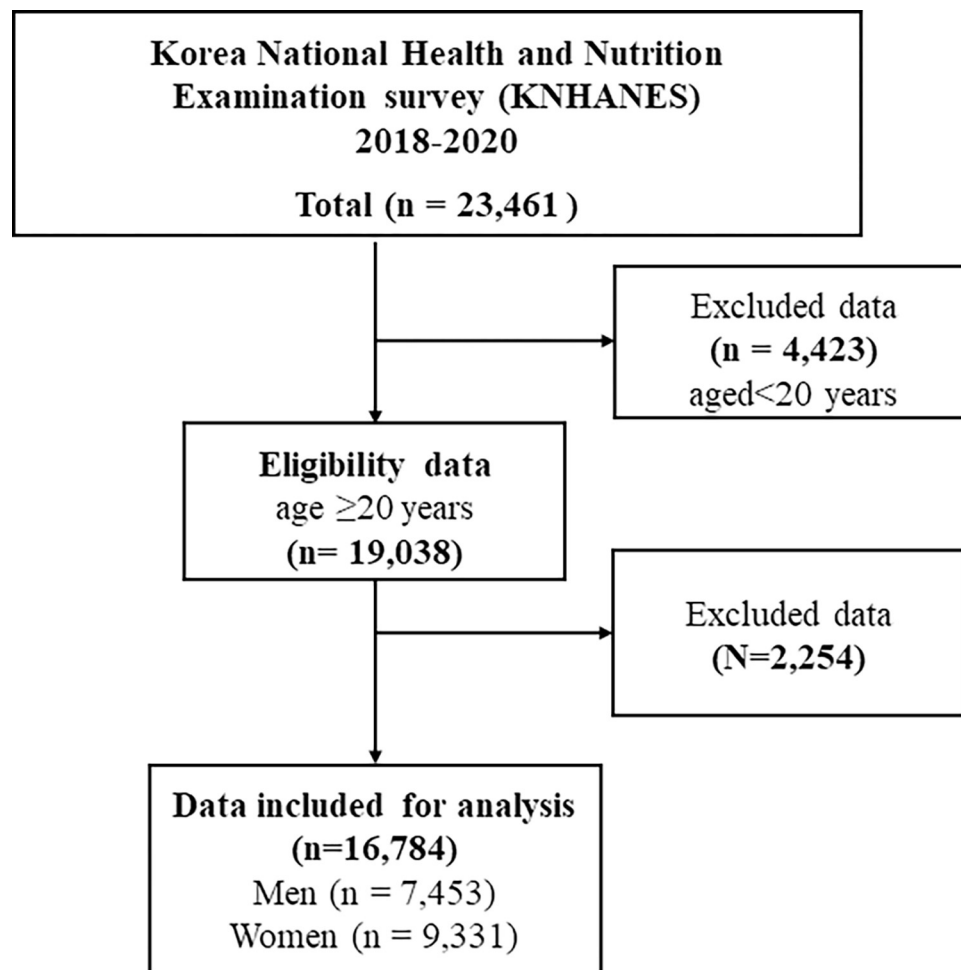 Korea National Health and Nutrition
Examination survey (KNHANES)
2018-2020
Total (n = 23,461 )
Excluded data
(n = 4,423)
aged<20 years
Eligibility data
age ≥20 years
(n= 19,038)
Excluded data
(N=2,254)
Data included for analysis
(n=16,784)
Men (n = 7,453)
Women (n = 9,331)